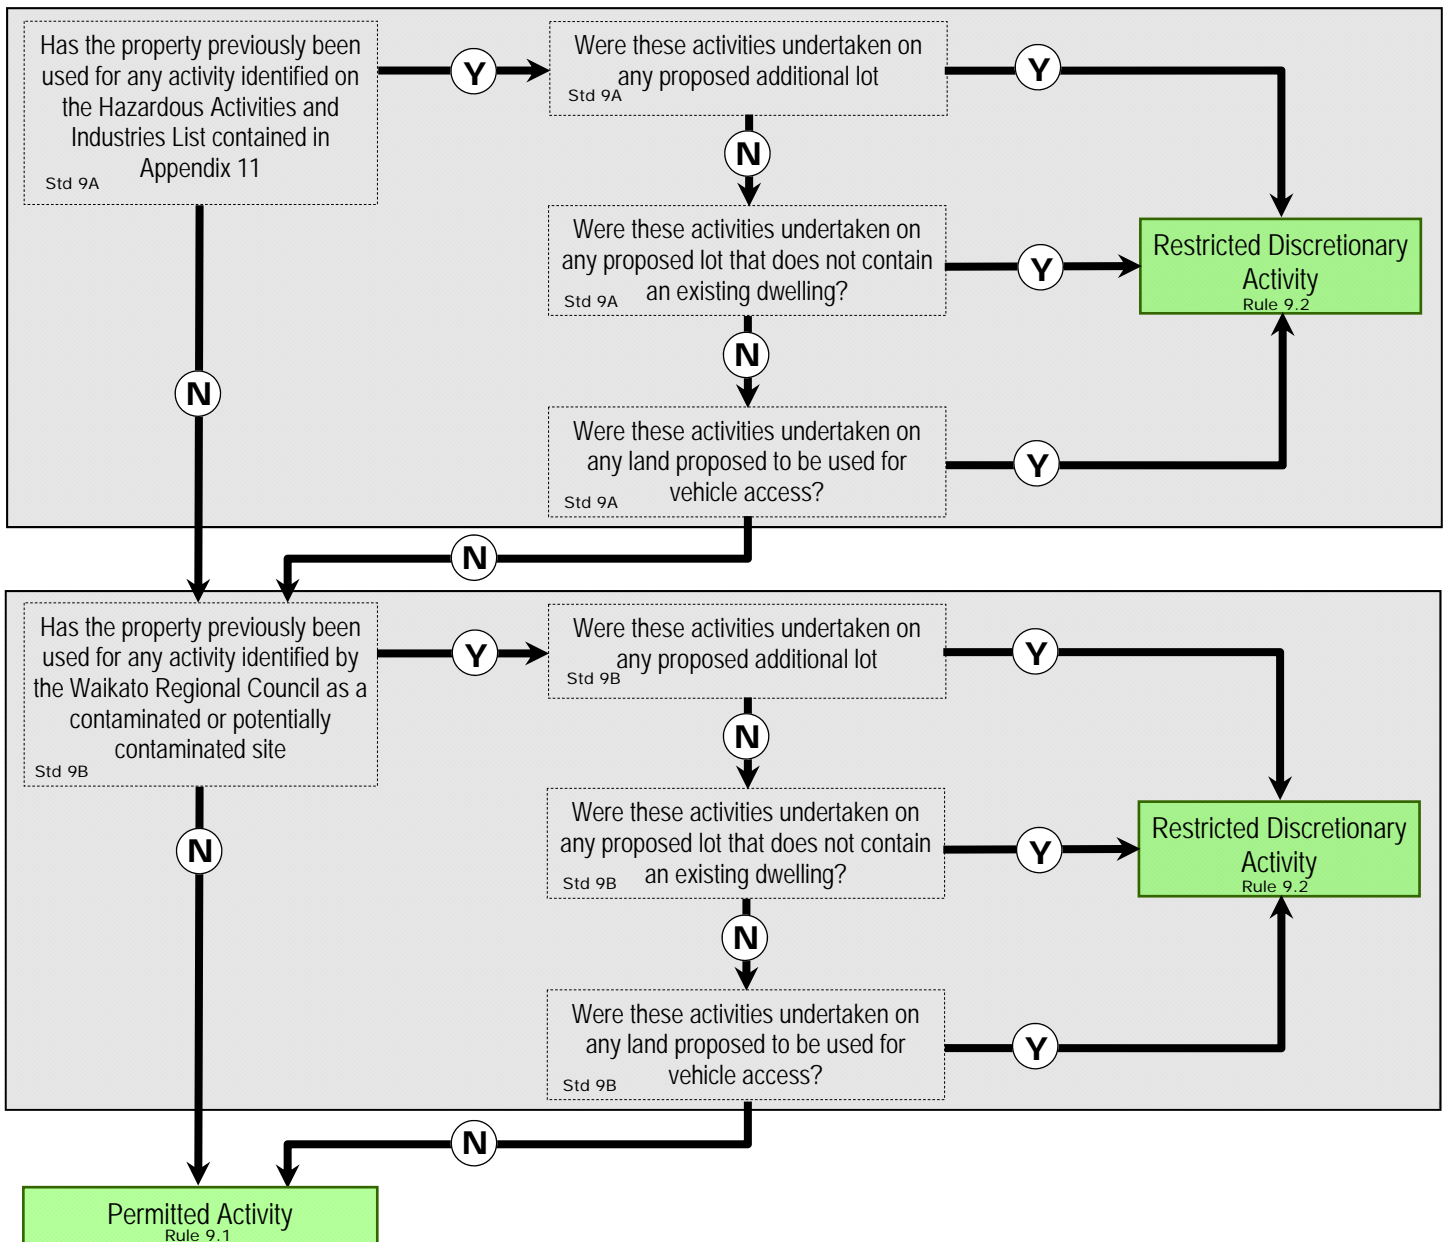 Has the property previously been
used for any activity identified on
the Hazardous Activities and
Industries List contained in
Appendix 11
Std 9A
Y
Were these activities undertaken on
any proposed additional lot
Std 9A
Y
N
Were these activities undertaken on
any proposed lot that does not contain
an existing dwelling?
Std 9A
Y
Restricted Discretionary
Activity
Rule 9.2
N
N
Were these activities undertaken on
any land proposed to be used for
vehicle access?
Std 9A
Y
N
Has the property previously been
used for any activity identified by
the Waikato Regional Council as a
contaminated or potentially
contaminated site
Std 9B
Y
Were these activities undertaken on
any proposed additional lot
Std 9B
Y
N
Were these activities undertaken on
any proposed lot that does not contain
an existing dwelling?
Std 9B
Y
Restricted Discretionary
Activity
Rule 9.2
N
N
Were these activities undertaken on
any land proposed to be used for
vehicle access?
Std 9B
Y
N
Permitted Activity
Rule 9.1